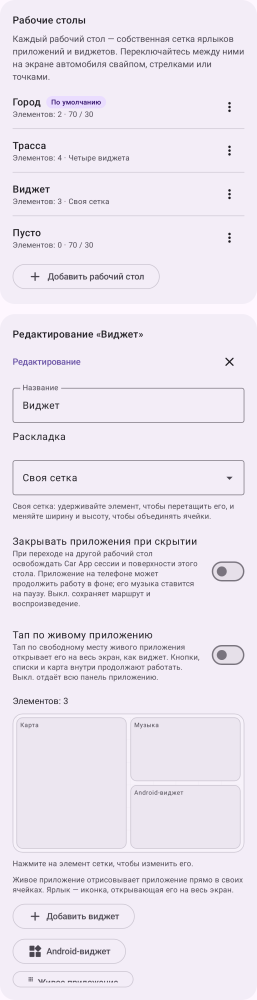 Рабочие столы
Каждый рабочий стол — собственная сетка ярлыков
приложений и виджетов. Переключайтесь между ними
на экране автомобиля свайпом, стрелками или
точками.
Город По умолчанию
Элементов: 2 · 70 / 30
Трасса
Элементов: 4 · Четыре виджета
Виджет
Элементов: 3 · Своя сетка
Пусто
Элементов: 0 · 70 / 30
Добавить рабочий стол
Редактирование «Виджет»
Редактирование
Название
Виджет
Раскладка
Своя сетка
Своя сетка: удерживайте элемент, чтобы перетащить его, и
меняйте ширину и высоту, чтобы объединять ячейки.
Закрывать приложения при скрытии
При переходе на другой рабочий стол
освобождать Car App сессии и поверхности этого
стола. Приложение на телефоне может
продолжить работу в фоне; его музыка ставится
на паузу. Выкл. сохраняет маршрут и
воспроизведение.
Тап по живому приложению
Тап по свободному месту живого приложения
открывает его на весь экран, как виджет. Кнопки,
списки и карта внутри продолжают работать.
Выкл. отдаёт всю панель приложению.
Элементов: 3
Карта
Музыка
Android-виджет
Нажмите на элемент сетки, чтобы изменить его.
Живое приложение отрисовывает приложение прямо в своих
ячейках. Ярлык — иконка, открывающая его на весь экран.
Добавить виджет
Android-виджет
Живое приложение